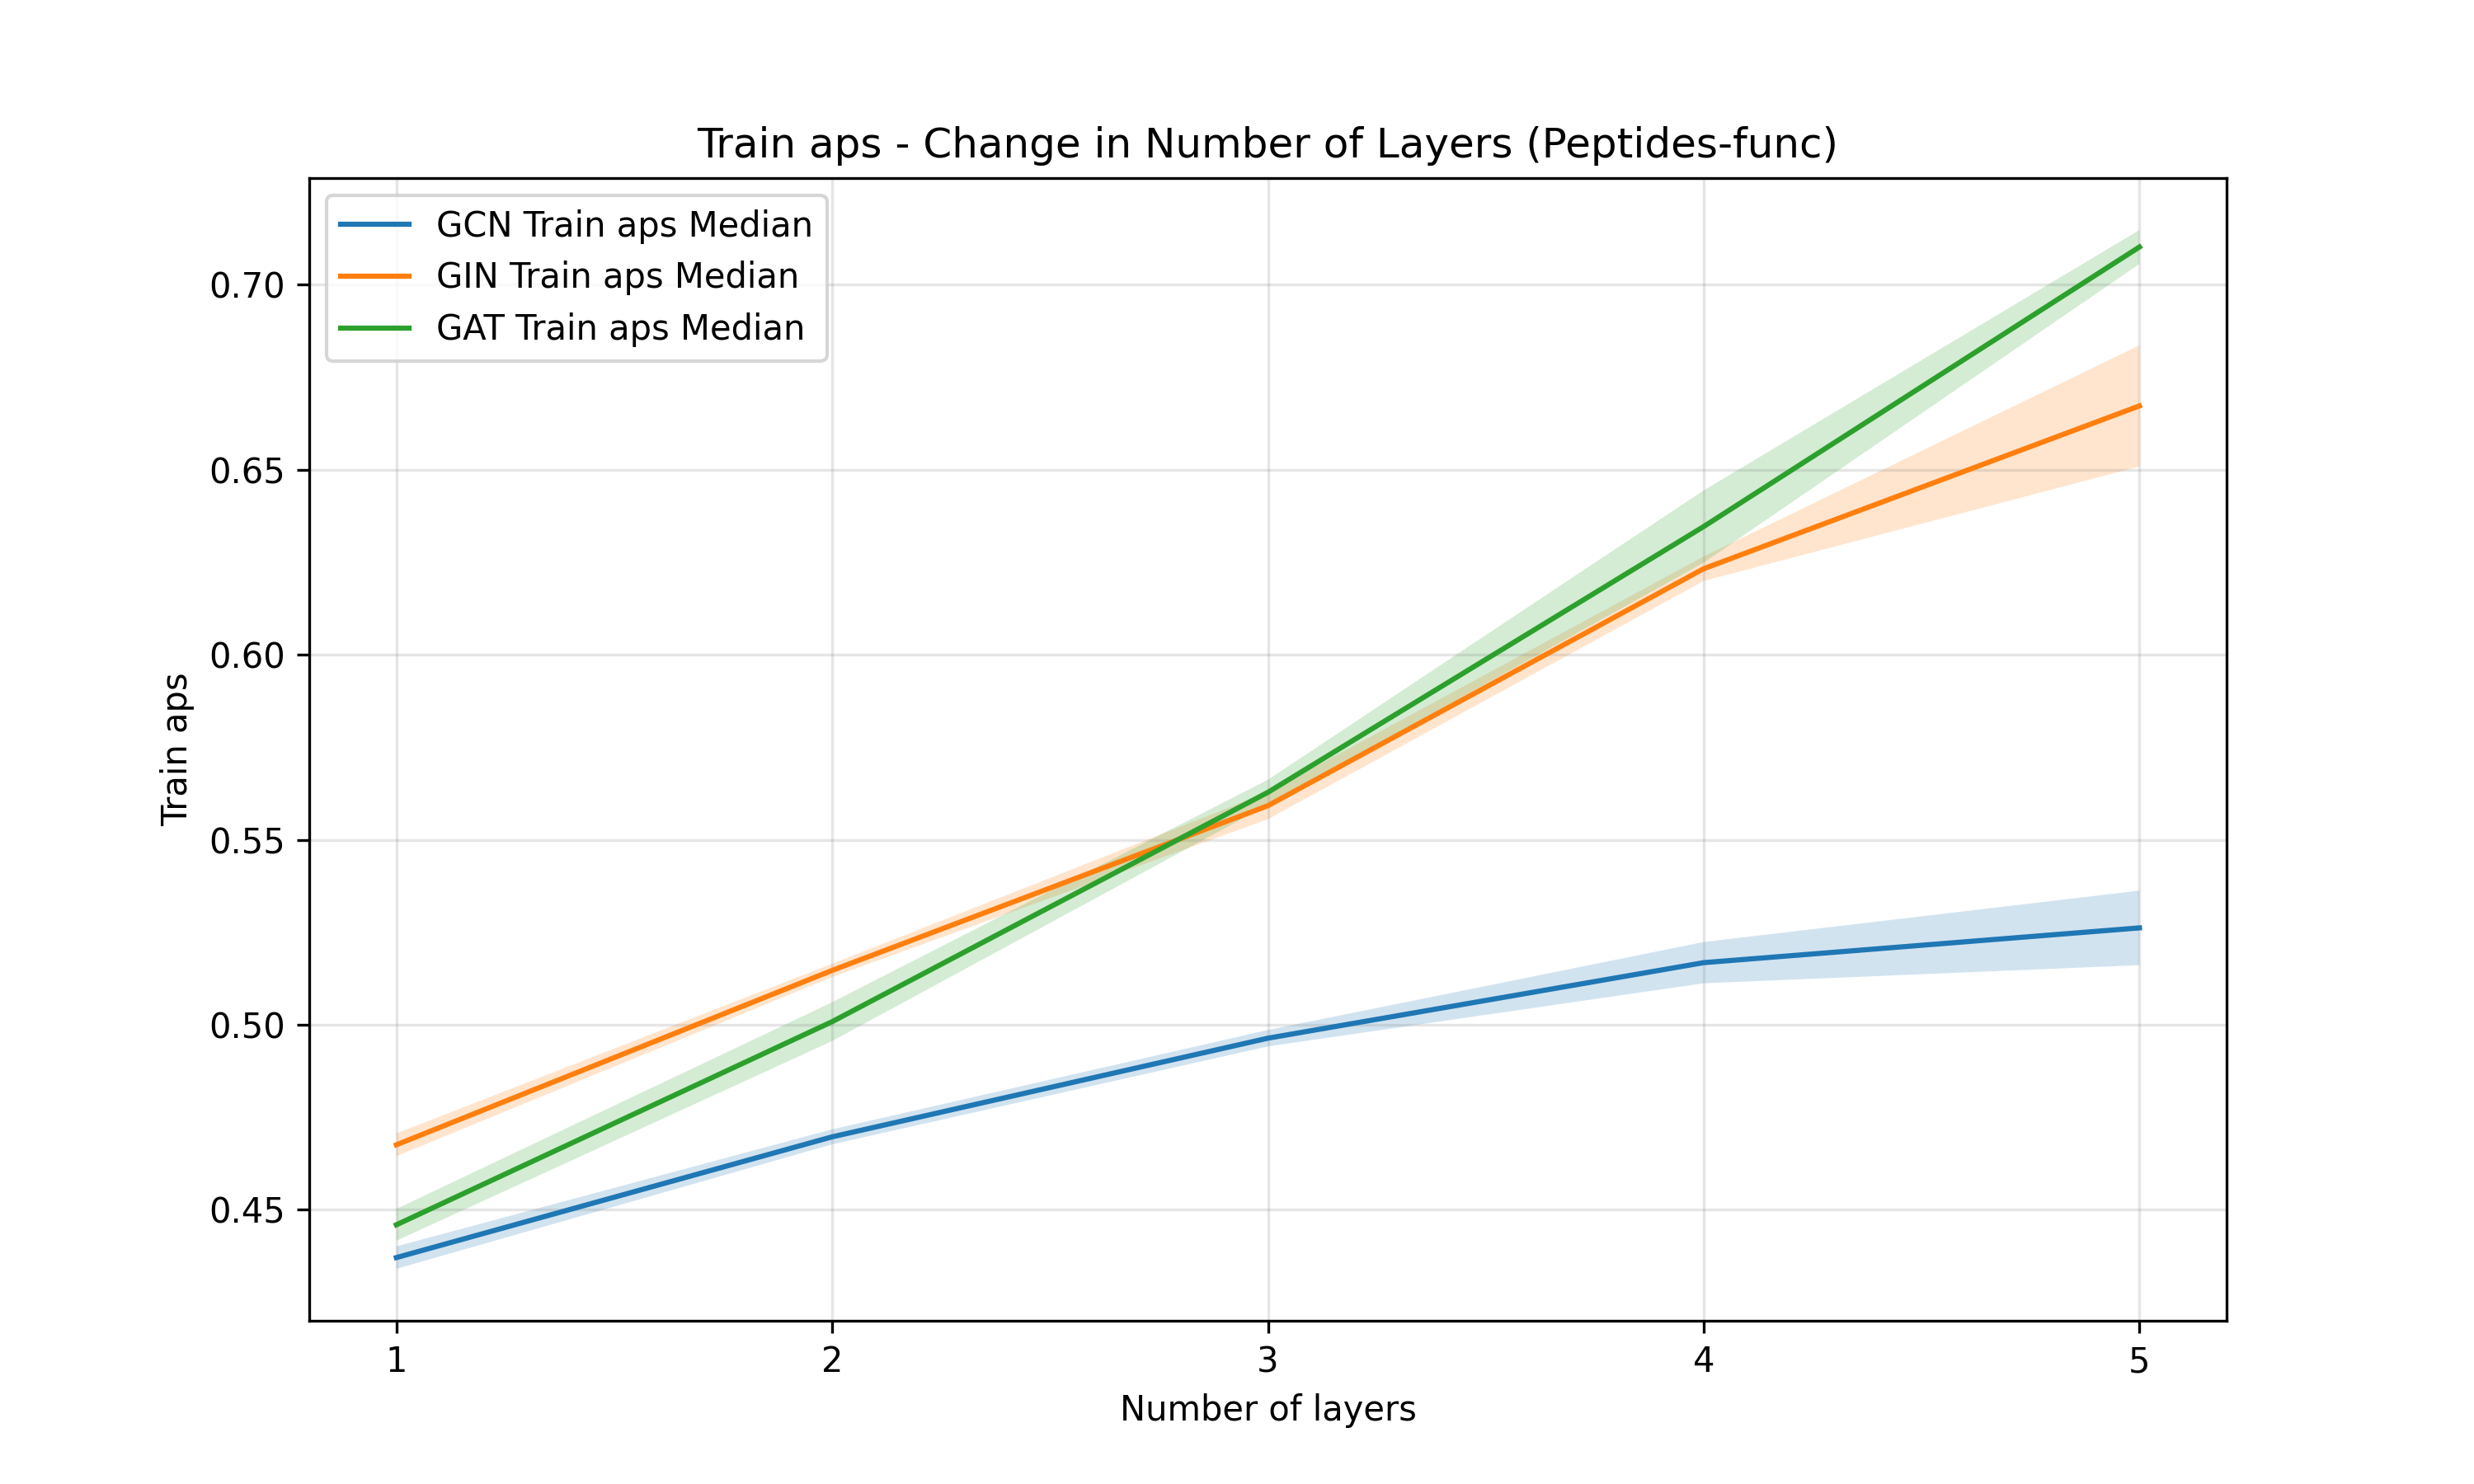 Train aps - Change in Number of Layers (Peptides-func)
GCN Train aps Median
GIN Train aps Median
GAT Train aps Median
0.70
0.65
0.60
0.55
0.50
0.45
Train aps
1 2 3 4 5
Number of layers